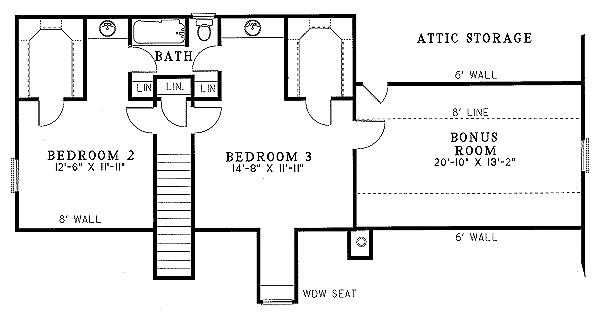 ATTIC STORAGE
BATH
6' WALL
LIN
LIN.
LIN
8' LINE
BEDROOM 2
12'-6" X 11'-11"
BEDROOM 3
14'-8" X 11'-11"
BONUS
ROOM
20'-10" X 13'-2"
8' WALL
6' WALL
WDW SEAT